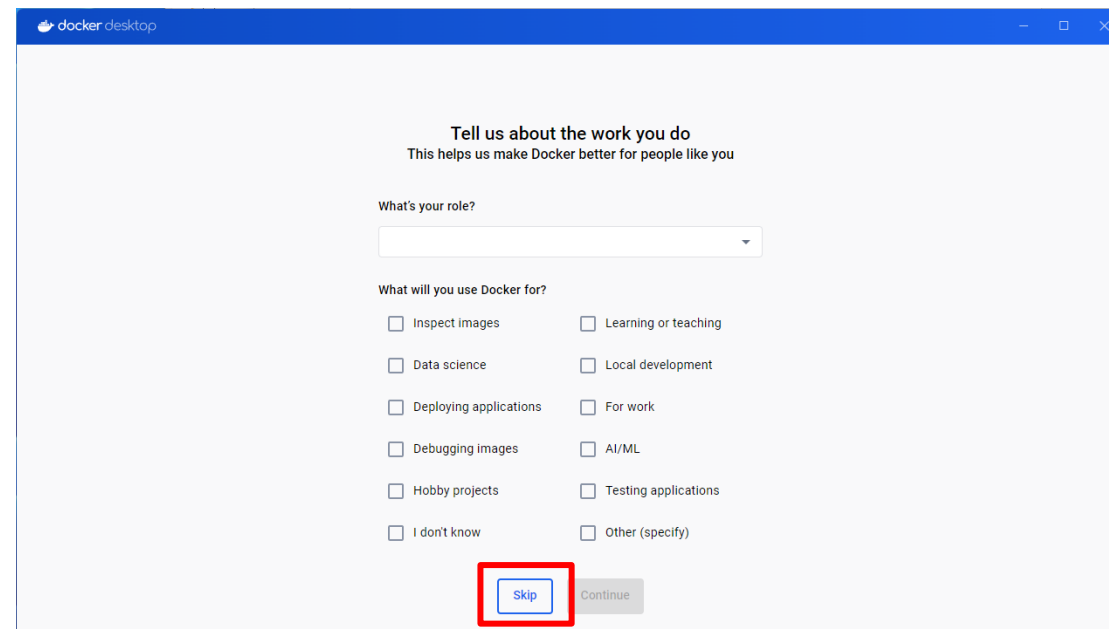 docker desktop
Tell us about the work you do
This helps us make Docker better for people like you
What's your role?
What will you use Docker for?
Inspect images
Learning or teaching
Data science
Local development
Deploying applications
For work
Debugging images
AI/ML
Hobby projects
Testing applications
I don't know
Other (specify)
Skip
Continue